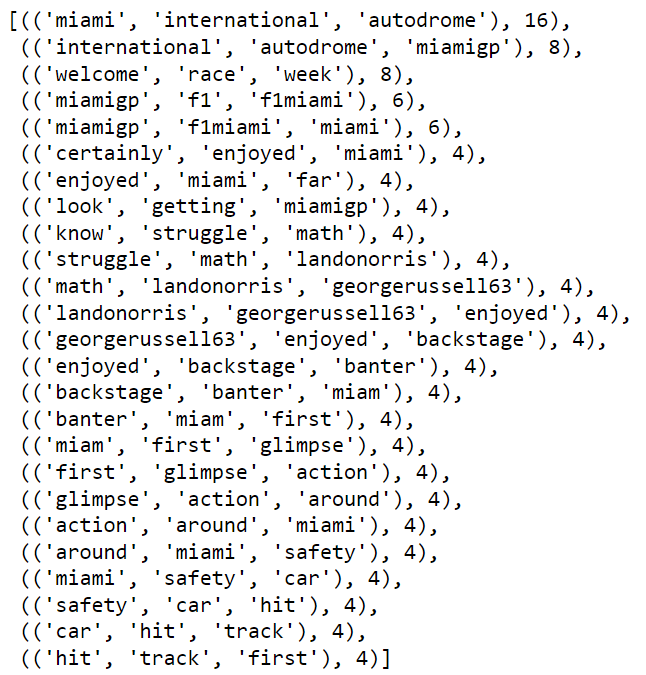 [(('miami', 'international', 'autodrome'), 16),
(('international', 'autodrome', 'miamigp'), 8),
(('welcome', 'race', 'week'), 8),
(('miamigp', 'f1', 'f1miami'), 6),
(('miamigp', 'f1miami', 'miami'), 6),
(('certainly', 'enjoyed', 'miami'), 4),
(('enjoyed', 'miami', 'far'), 4),
(('look', 'getting', 'miamigp'), 4),
(('know', 'struggle', 'math'), 4),
(('struggle', 'math', 'landonorris'), 4),
(('math', 'landonorris', 'georgerussell63'), 4),
(('landonorris', 'georgerussell63', 'enjoyed'), 4),
(('georgerussell63', 'enjoyed', 'backstage'), 4),
(('enjoyed', 'backstage', 'banter'), 4),
(('backstage', 'banter', 'miam'), 4),
(('banter', 'miam', 'first'), 4),
(('miam', 'first', 'glimpse'), 4),
(('first', 'glimpse', 'action'), 4),
(('glimpse', 'action', 'around'), 4),
(('action', 'around', 'miami'), 4),
(('around', 'miami', 'safety'), 4),
(('miami', 'safety', 'car'), 4),
(('safety', 'car', 'hit'), 4),
(('car', 'hit', 'track'), 4),
(('hit', 'track', 'first'), 4)]